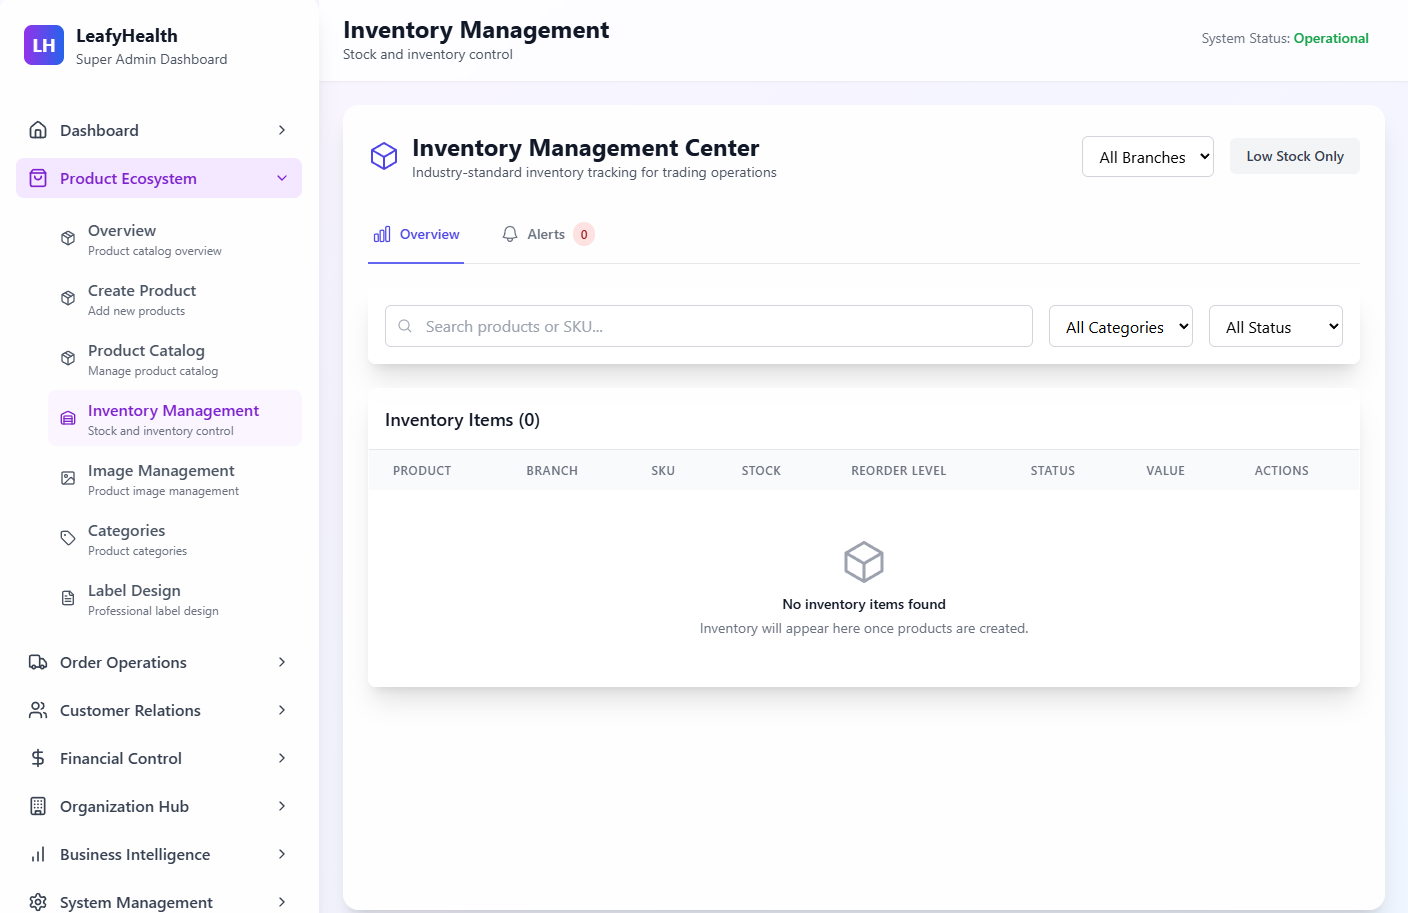 LH
LeafyHealth
Super Admin Dashboard
Dashboard
Product Ecosystem
Overview
Product catalog overview
Create Product
Add new products
Product Catalog
Manage product catalog
Inventory Management
Stock and inventory control
Image Management
Product image management
Categories
Product categories
Label Design
Professional label design
Order Operations
Customer Relations
Financial Control
Organization Hub
Business Intelligence
System Management
Inventory Management
Stock and inventory control
System Status: Operational
Inventory Management Center
Industry-standard inventory tracking for trading operations
All Branches
Low Stock Only
Overview
Alerts 0
Search products or SKU...
All Categories
All Status
Inventory Items (0)
PRODUCT BRANCH SKU STOCK REORDER LEVEL STATUS VALUE ACTIONS
No inventory items found
Inventory will appear here once products are created.